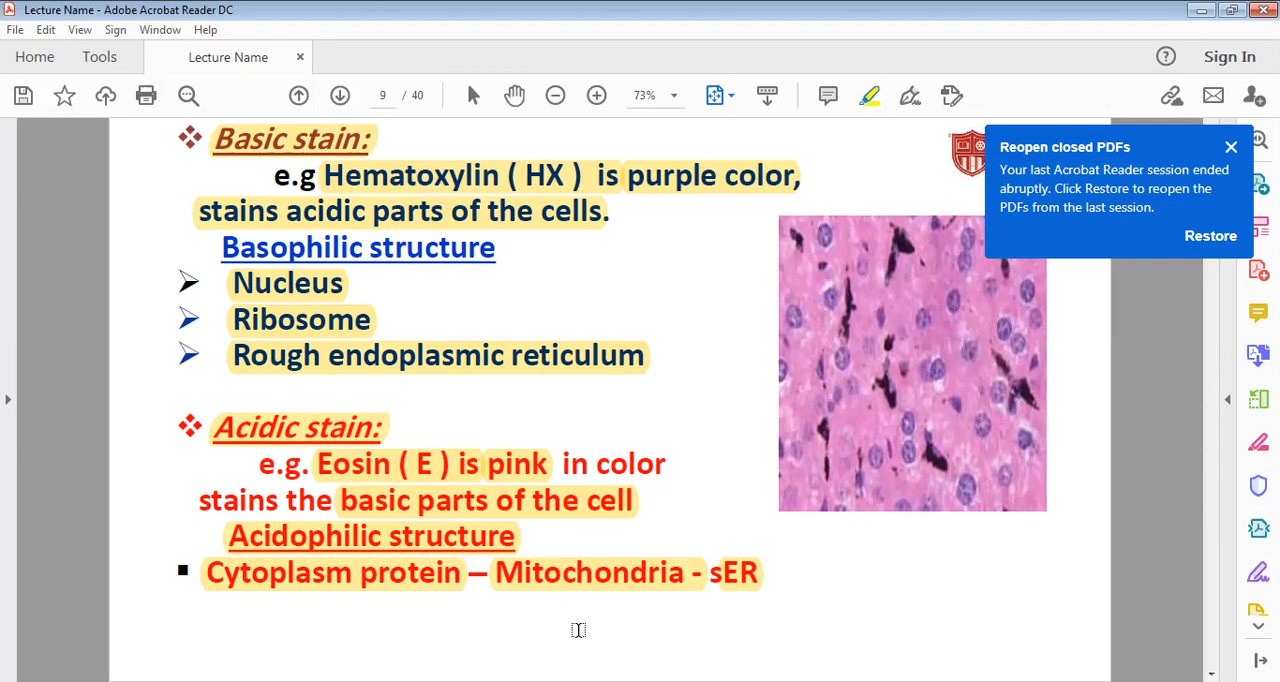 Lecture Name - Adobe Acrobat Reader DC
File Edit View Sign Window Help
Home Tools Lecture Name × Sign In
9 / 40 73%
Basic stain:
e.g Hematoxylin ( HX ) is purple color,
stains acidic parts of the cells.
Basophilic structure
Nucleus
Ribosome
Rough endoplasmic reticulum
Acidic stain:
e.g. Eosin ( E ) is pink in color
stains the basic parts of the cell
Acidophilic structure
Cytoplasm protein – Mitochondria - sER
Reopen closed PDFs
Your last Acrobat Reader session ended
abruptly. Click Restore to reopen the
PDFs from the last session.
Restore